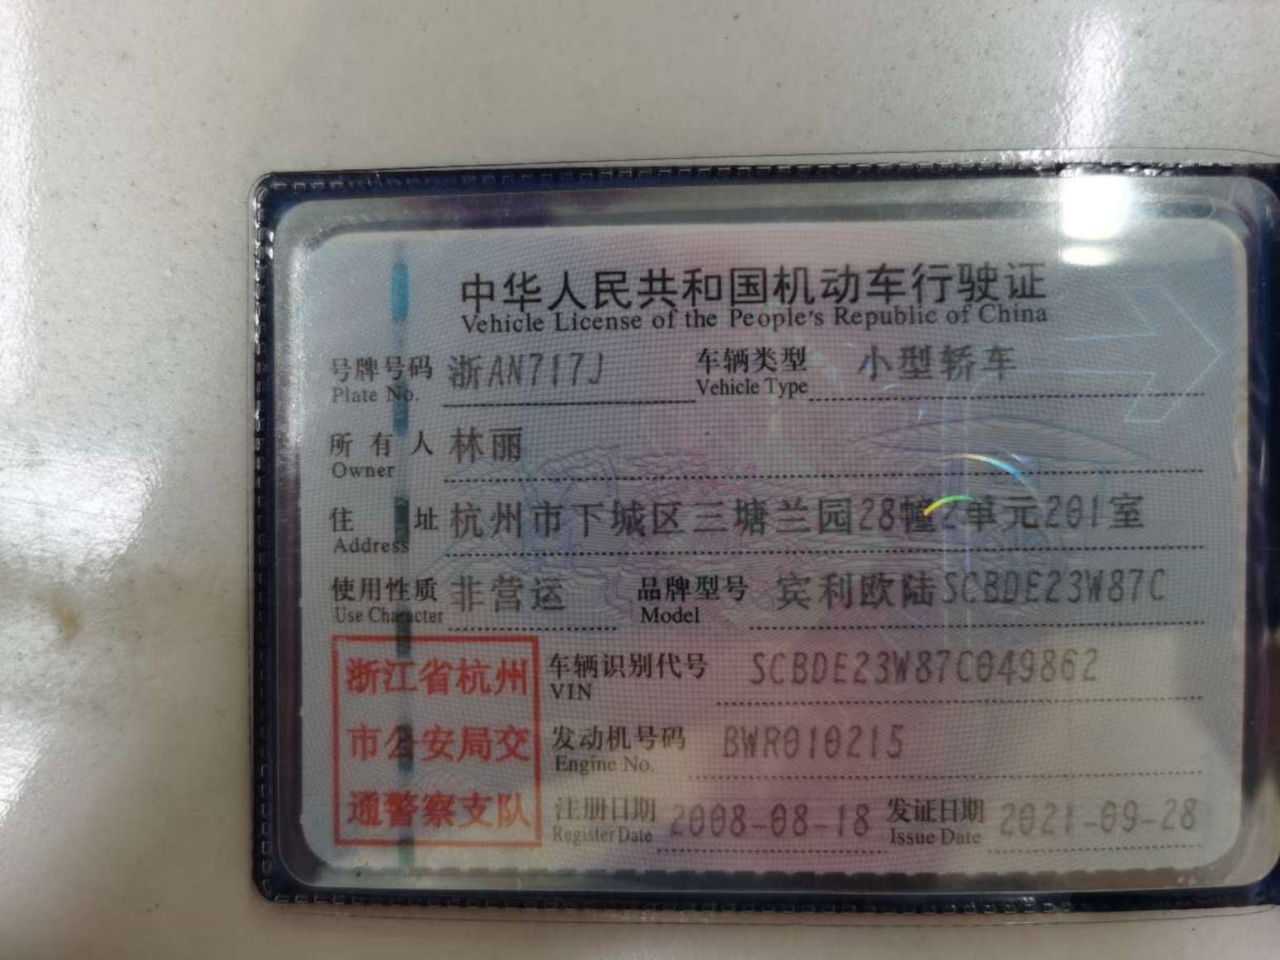 中华人民共和国机动车行驶证
Vehicle License of the People's Republic of China
号牌号码 浙AN717J 车辆类型 小型轿车
Plate No. Vehicle Type
所有人 林丽
Owner
住址 杭州市下城区三塘兰园28幢2单元201室
Address
使用性质 非营运 品牌型号 宾利欧陆SCBDE23W87C
Use Character Model
浙江省杭州
市公安局交
通警察支队
车辆识别代号 SCBDE23W87C049862
VIN
发动机号码 BWR010215
Engine No.
注册日期 2008-08-18 发证日期 2021-09-28
Register Date Issue Date